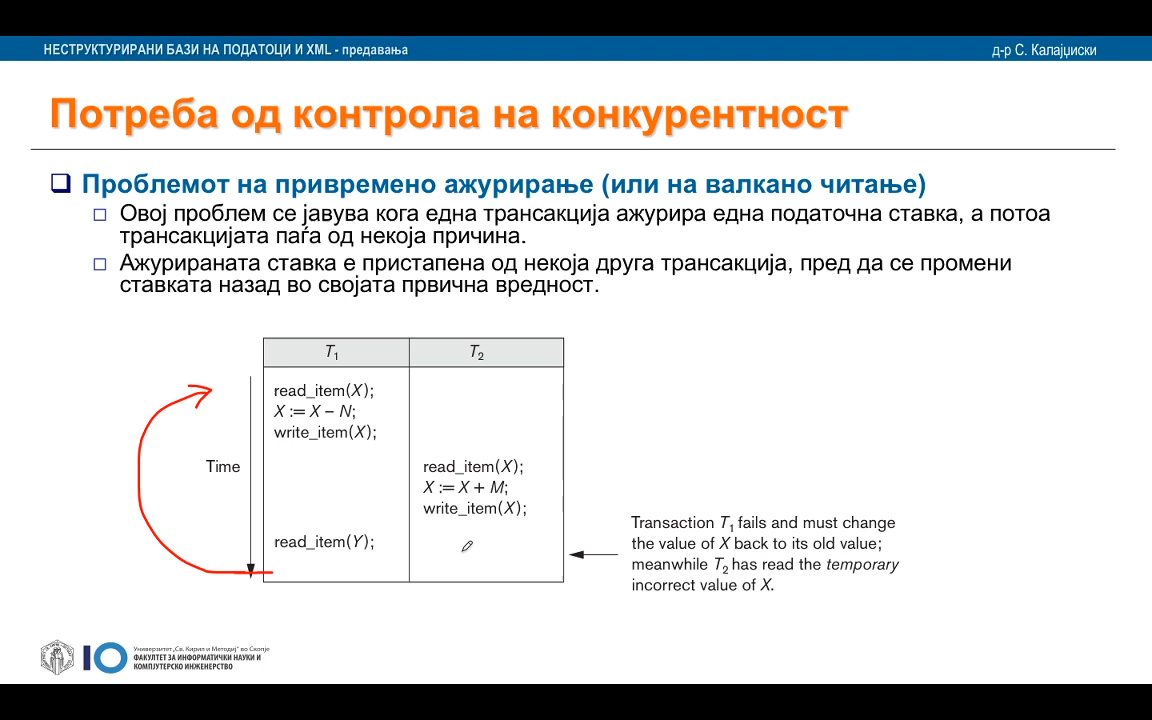 НЕСТРУКТУРИРАНИ БАЗИ НА ПОДАТОЦИ И XML - предавања
д-р С. Калајџиски
Потреба од контрола на конкурентност
Проблемот на привремено ажурирање (или на валкано читање)
Овој проблем се јавува кога една трансакција ажурира една податочна ставка, а потоа
трансакцијата паѓа од некоја причина.
Ажурираната ставка е пристапена од некоја друга трансакција, пред да се промени
ставката назад во својата првична вредност.
T1
T2
read_item(X);
X := X – N;
write_item(X);
Time
read_item(X);
X := X + M;
write_item(X);
read_item(Y);
Transaction T1 fails and must change
the value of X back to its old value;
meanwhile T2 has read the temporary
incorrect value of X.
Универзитет „Св. Кирил и Методиј“ во Скопје
ФАКУЛТЕТ ЗА ИНФОРМАТИЧКИ НАУКИ И
КОМПЈУТЕРСКО ИНЖЕНЕРСТВО